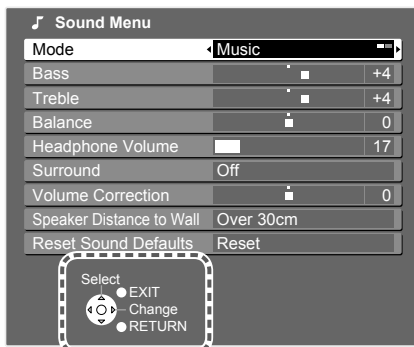 Sound Menu
Mode Music
Bass +4
Treble +4
Balance 0
Headphone Volume 17
Surround Off
Volume Correction 0
Speaker Distance to Wall Over 30cm
Reset Sound Defaults Reset
Select
EXIT
Change
RETURN